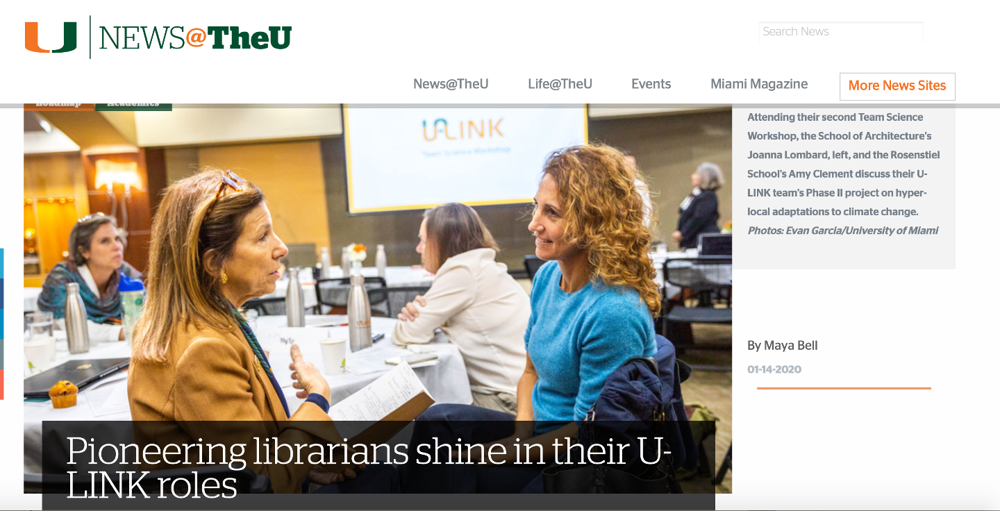 NEWS@TheU
Search News
News@TheU
Life@TheU
Events
Miami Magazine
More News Sites
Roadmap
Academics
U-LINK
Team Science Workshop
Attending their second Team Science
Workshop, the School of Architecture's
Joanna Lombard, left, and the Rosenstiel
School's Amy Clement discuss their U-
LINK team's Phase II project on hyper-
local adaptations to climate change.
Photos: Evan Garcia/University of Miami
By Maya Bell
01-14-2020
Pioneering librarians shine in their U-
LINK roles